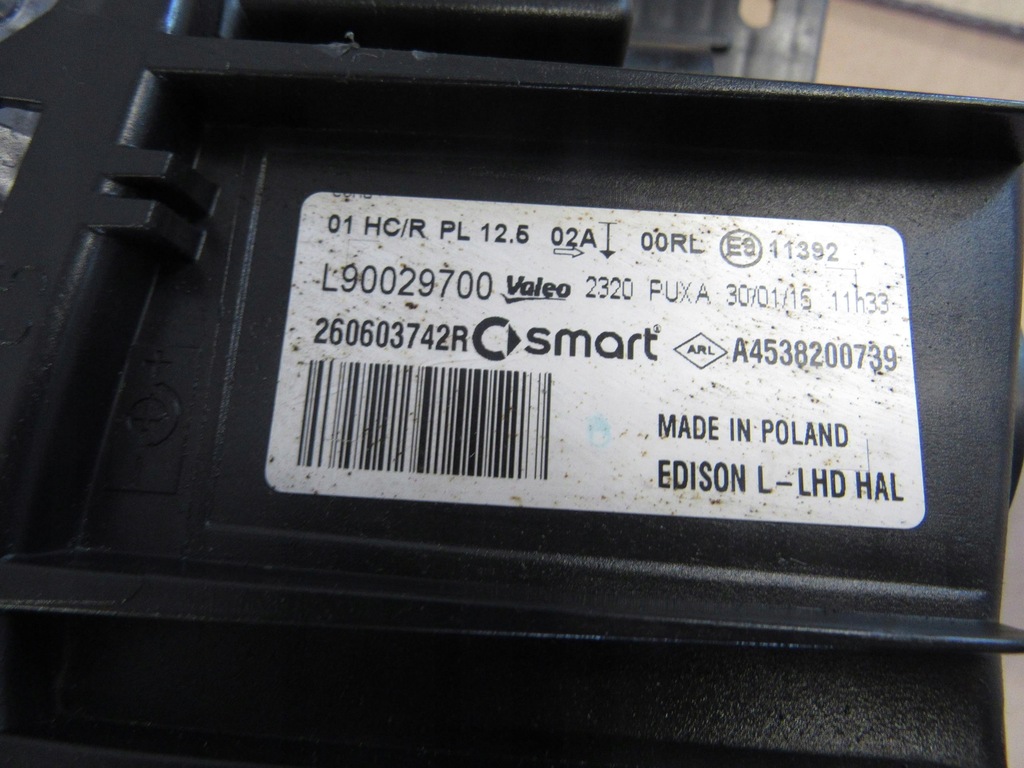 01 HC/R PL 12.5 02A 00RL E9 11392
L90029700 Valeo 2320 PUXA 30/01/15 11h33
260603742R smart® ARL A4538200739
MADE IN POLAND
EDISON L-LHD HAL